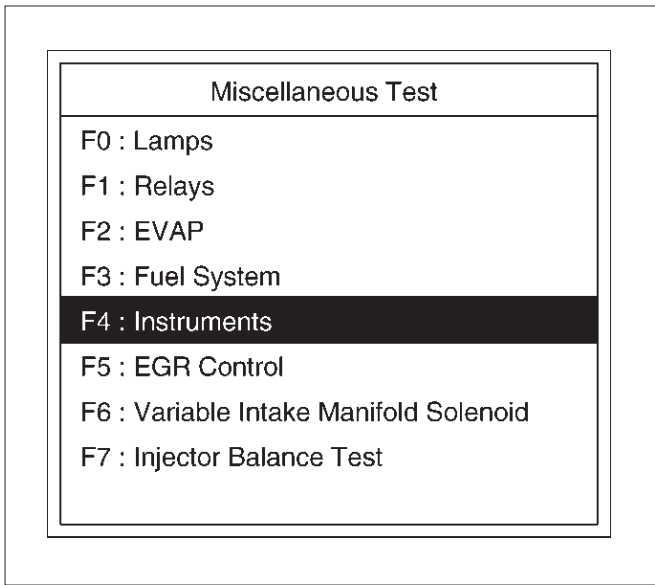 Miscellaneous Test
F0 : Lamps
F1 : Relays
F2 : EVAP
F3 : Fuel System
F4 : Instruments
F5 : EGR Control
F6 : Variable Intake Manifold Solenoid
F7 : Injector Balance Test